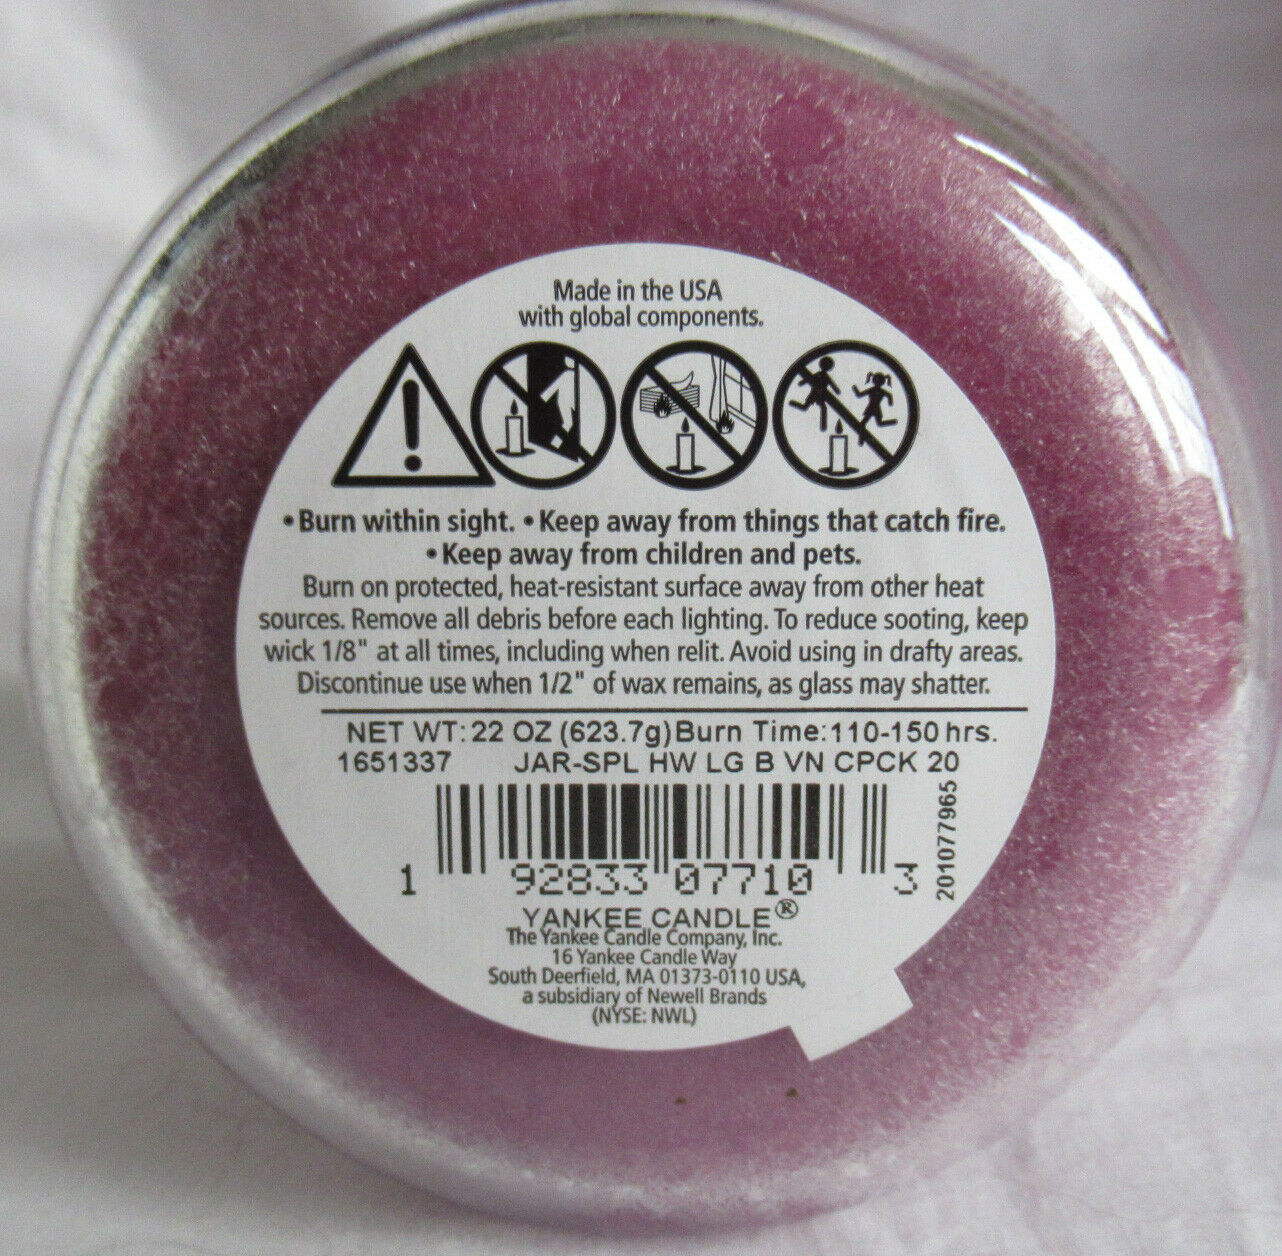 Made in the USA
with global components.
•Burn within sight. •Keep away from things that catch fire.
•Keep away from children and pets.
Burn on protected, heat-resistant surface away from other heat
sources. Remove all debris before each lighting. To reduce sooting, keep
wick 1/8" at all times, including when relit. Avoid using in drafty areas.
Discontinue use when 1/2" of wax remains, as glass may shatter.
NET WT: 22 OZ (623.7g) Burn Time: 110-150 hrs.
1651337 JAR-SPL HW LG B VN CPCK 20
1 92833 07710 3
201077965
YANKEE CANDLE®
The Yankee Candle Company, Inc.
16 Yankee Candle Way
South Deerfield, MA 01373-0110 USA,
a subsidiary of Newell Brands
(NYSE: NWL)